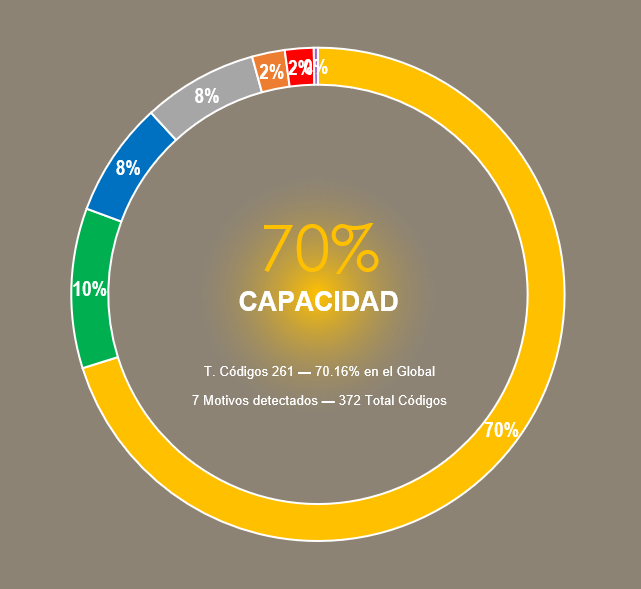 2%
2%
0%
8%
8%
10%
70%
CAPACIDAD
T. Códigos 261 — 70.16% en el Global
7 Motivos detectados — 372 Total Códigos
70%